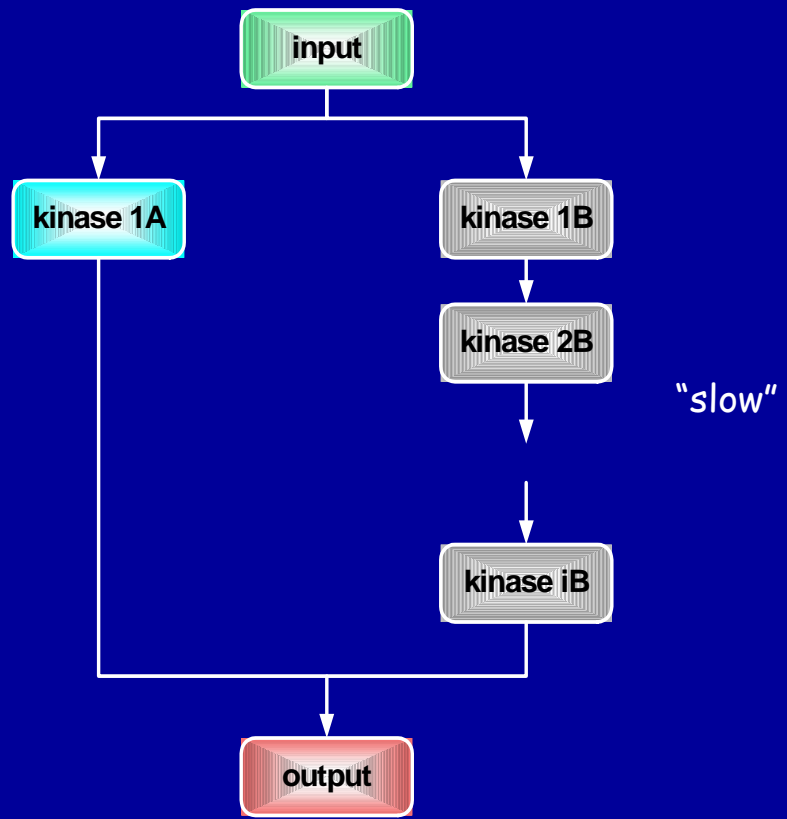 input
kinase 1A
kinase 1B
kinase 2B
“slow”
kinase iB
output